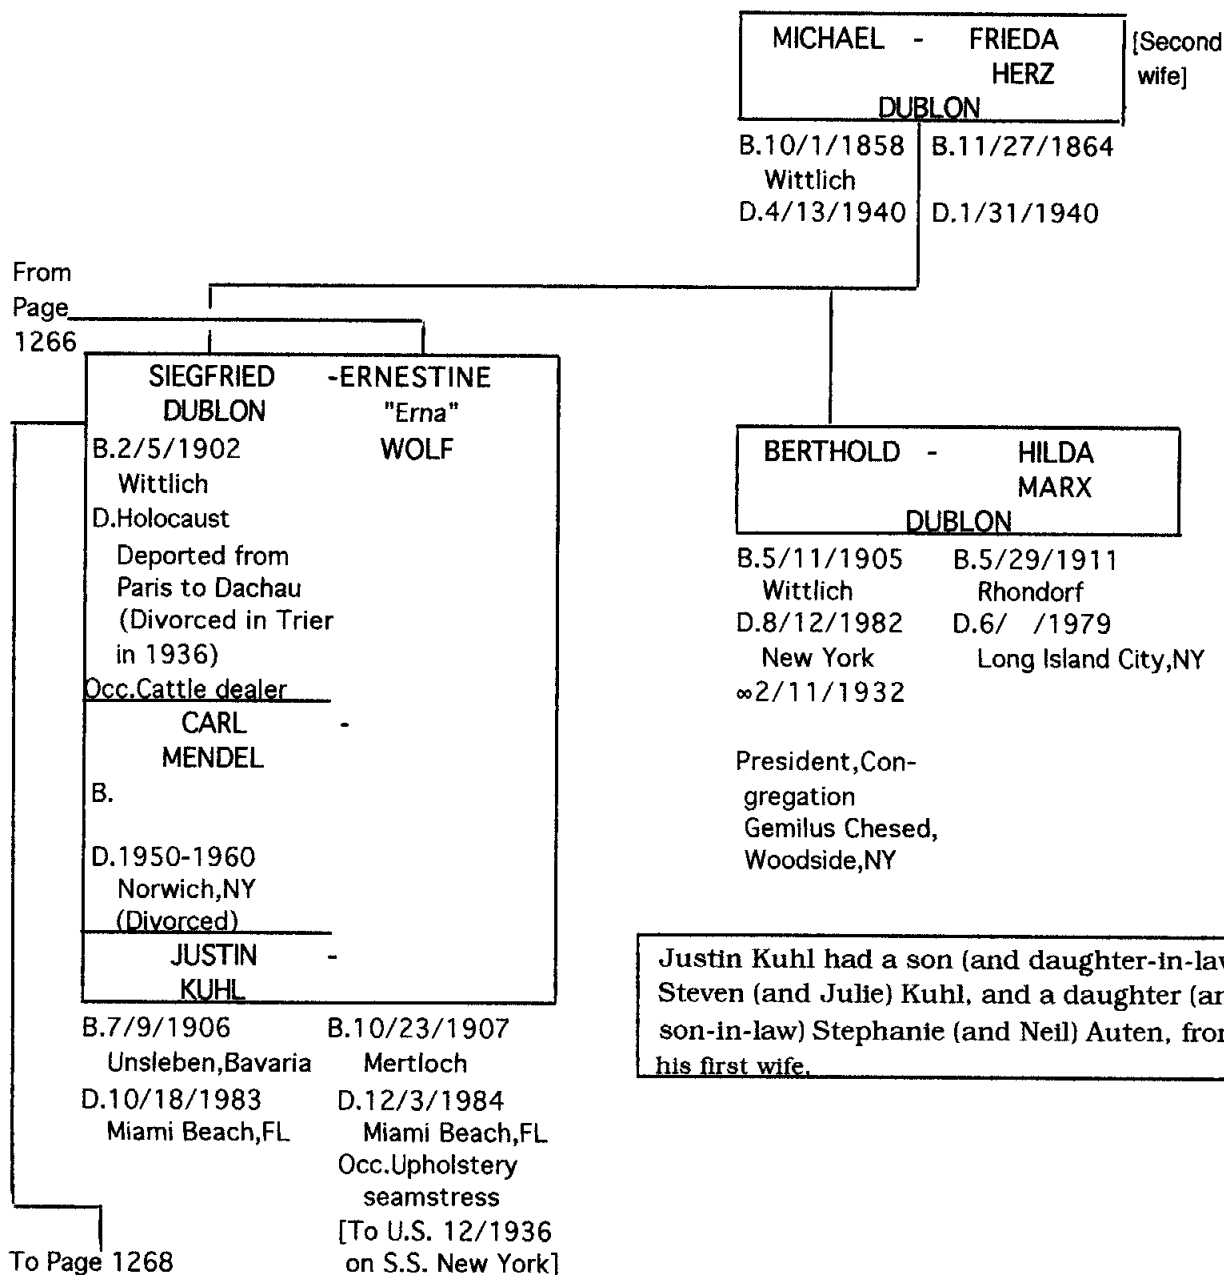 MICHAEL - FRIEDA [Second
HERZ wife]
DUBLON
B.10/1/1858 B.11/27/1864
Wittlich
D.4/13/1940 D.1/31/1940
From
Page
1266
SIEGFRIED -ERNESTINE
DUBLON "Erna"
B.2/5/1902 WOLF
Wittlich
D.Holocaust
Deported from
Paris to Dachau
(Divorced in Trier
in 1936)
Occ.Cattle dealer
CARL -
MENDEL
B.
D.1950-1960
Norwich,NY
(Divorced)
JUSTIN -
KUHL
B.7/9/1906 B.10/23/1907
Unsleben,Bavaria Mertloch
D.10/18/1983 D.12/3/1984
Miami Beach,FL Miami Beach,FL
Occ.Upholstery
seamstress
[To U.S. 12/1936
on S.S. New York]
To Page 1268
BERTHOLD - HILDA
MARX
DUBLON
B.5/11/1905 B.5/29/1911
Wittlich Rhondorf
D.8/12/1982 D.6/ /1979
New York Long Island City,NY
∞2/11/1932
President,Con-
gregation
Gemilus Chesed,
Woodside,NY
Justin Kuhl had a son (and daughter-in-law
Steven (and Julie) Kuhl, and a daughter (an
son-in-law) Stephanie (and Neil) Auten, from
his first wife.